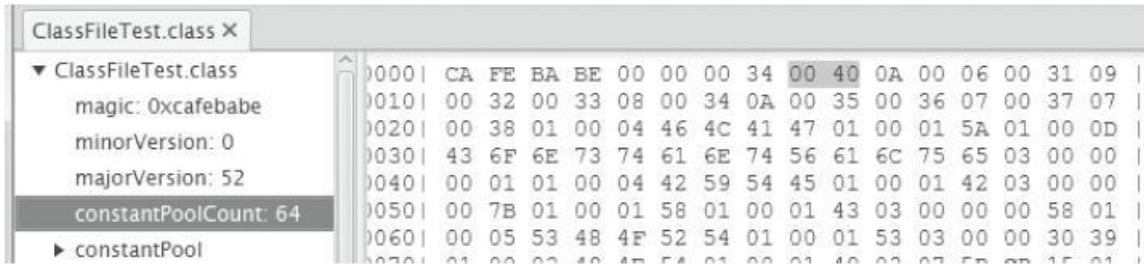 ClassFileTest.class ×
▼ ClassFileTest.class
magic: 0xcafebabe
minorVersion: 0
majorVersion: 52
constantPoolCount: 64
▶ constantPool
0000| CA FE BA BE 00 00 00 34 00 40 0A 00 06 00 31 09 |
0010| 00 32 00 33 08 00 34 0A 00 35 00 36 07 00 37 07 |
0020| 00 38 01 00 04 46 4C 41 47 01 00 01 5A 01 00 0D |
0030| 43 6F 6E 73 74 61 6E 74 56 61 6C 75 65 03 00 00 |
0040| 00 01 01 00 04 42 59 54 45 01 00 01 42 03 00 00 |
0050| 00 7B 01 00 01 58 01 00 01 43 03 00 00 00 58 01 |
0060| 00 05 53 48 4F 52 54 01 00 01 53 03 00 00 30 39 |